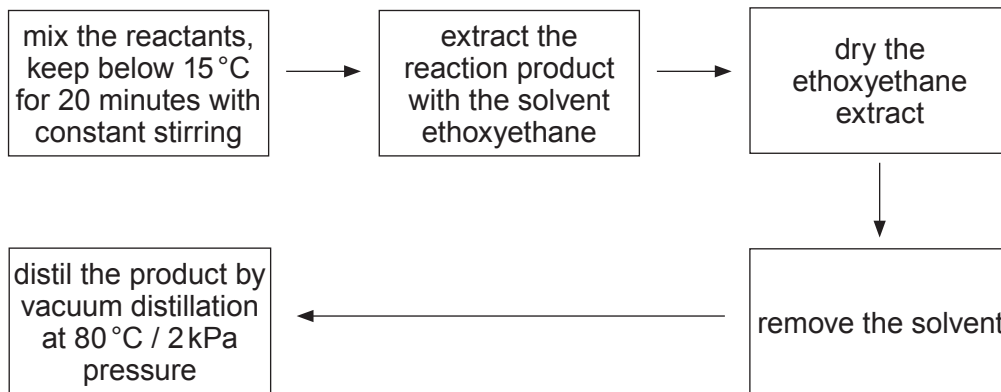 mix the reactants,
keep below 15 °C
for 20 minutes with
constant stirring
extract the
reaction product
with the solvent
ethoxyethane
dry the
ethoxyethane
extract
remove the solvent
distil the product by
vacuum distillation
at 80 °C / 2 kPa
pressure